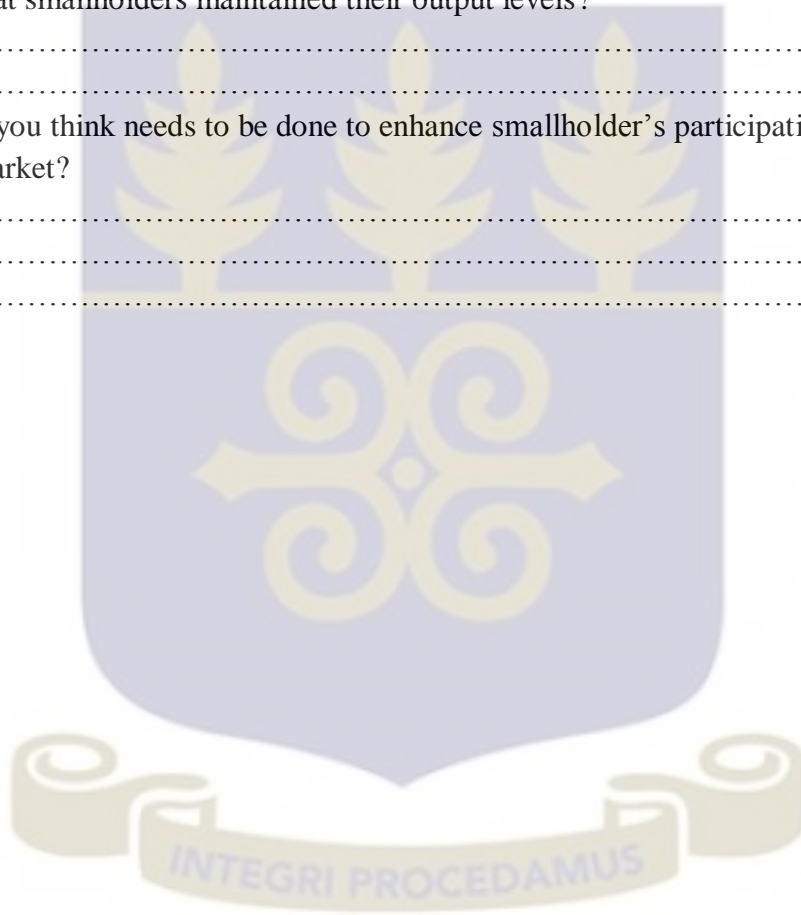 at smallholders maintained their output levels?
………………………………………………………………………………
………………………………………………………………………………
you think needs to be done to enhance smallholder’s participati
arket?
………………………………………………………………………………
………………………………………………………………………………
………………………………………………………………………………
INTEGRI PROCEDAMUS